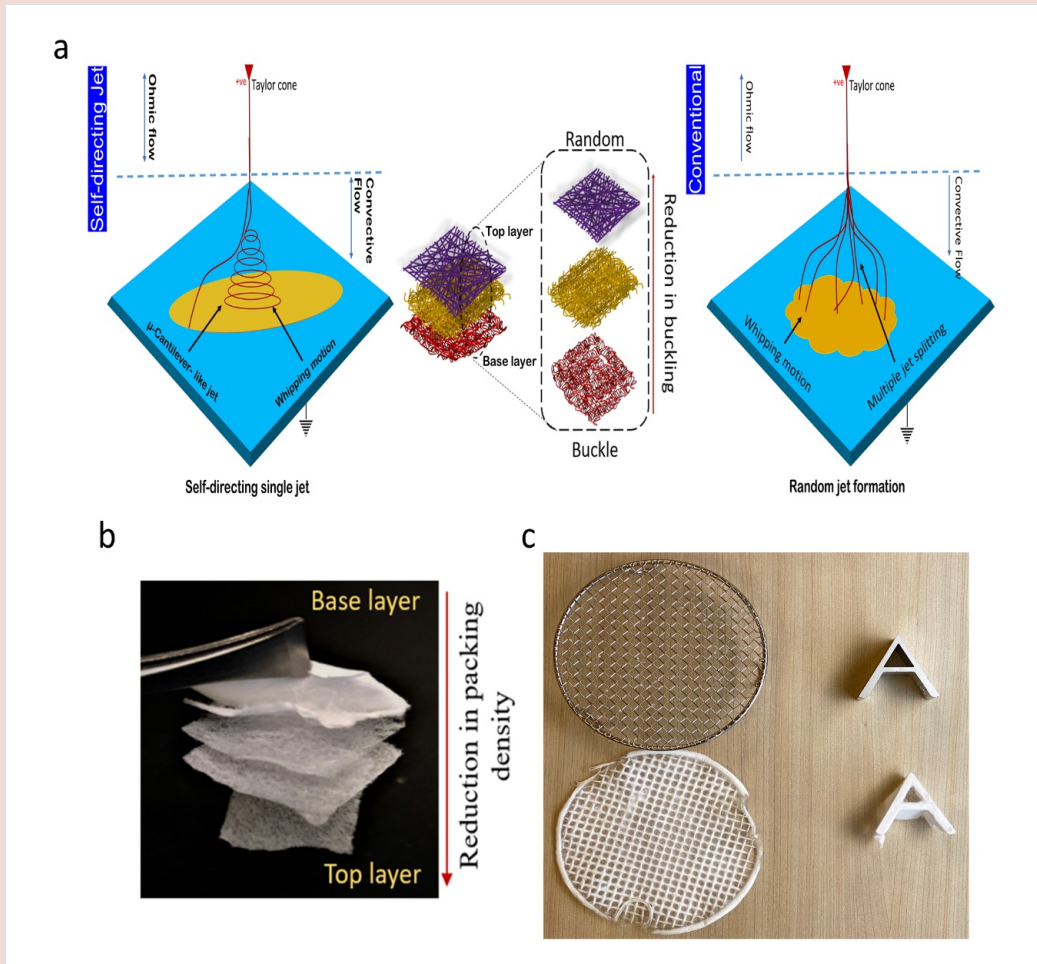 a
Self-directing Jet
Ohmic flow
+ve
Taylor cone
Convective
Flow
μ-Cantilever- like jet
Whipping motion
Self-directing single jet
Random
Top layer
Base layer
Buckle
Reduction in buckling
Conventional
Ohmic flow
+ve
Taylor cone
Convective Flow
Whipping motion
Multiple jet splitting
Random jet formation
b
Base layer
Top layer
Reduction in packing
density
c
A
A